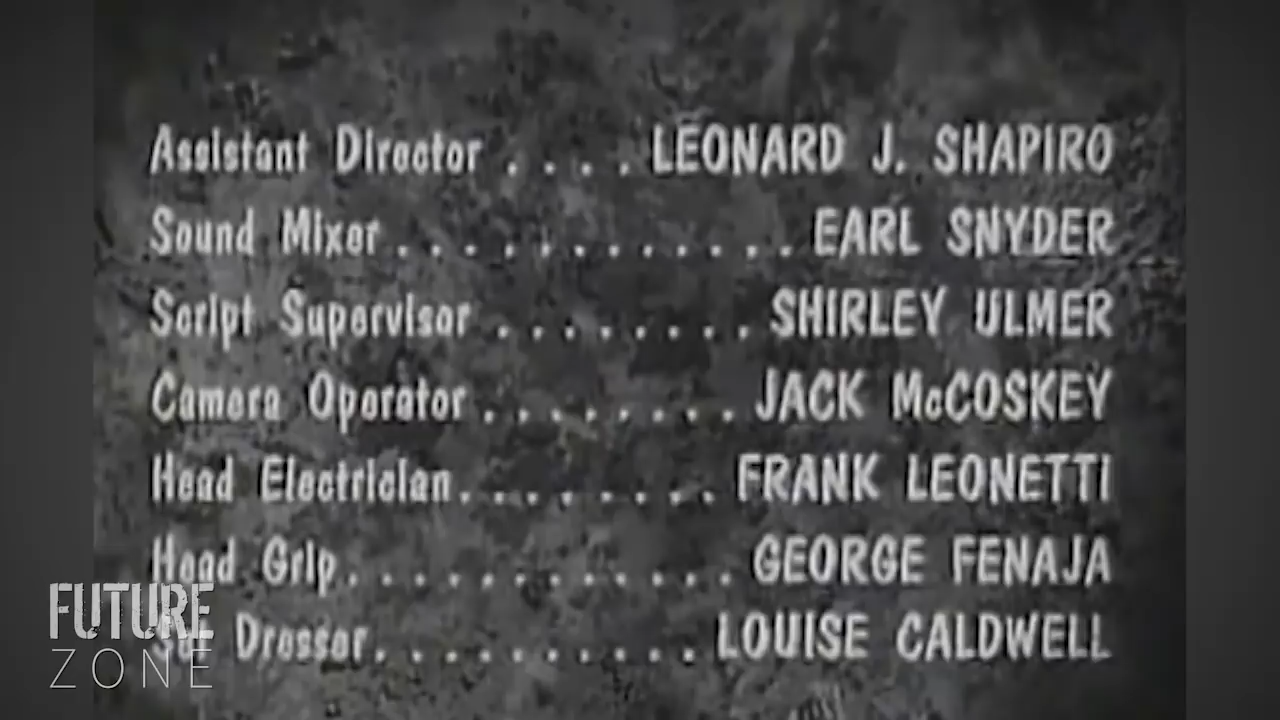 Assistant Director . . . . LEONARD J. SHAPIRO
Sound Mixer . . . . . . . . . . . . EARL SNYDER
Script Supervisor . . . . . . . . SHIRLEY ULMER
Camera Operator . . . . . . . . JACK McCOSKEY
Head Electrician . . . . . . . . FRANK LEONETTI
Head Grip . . . . . . . . . . . . GEORGE FENAJA
Dresser . . . . . . . . . . LOUISE CALDWELL
FUTURE
ZONE